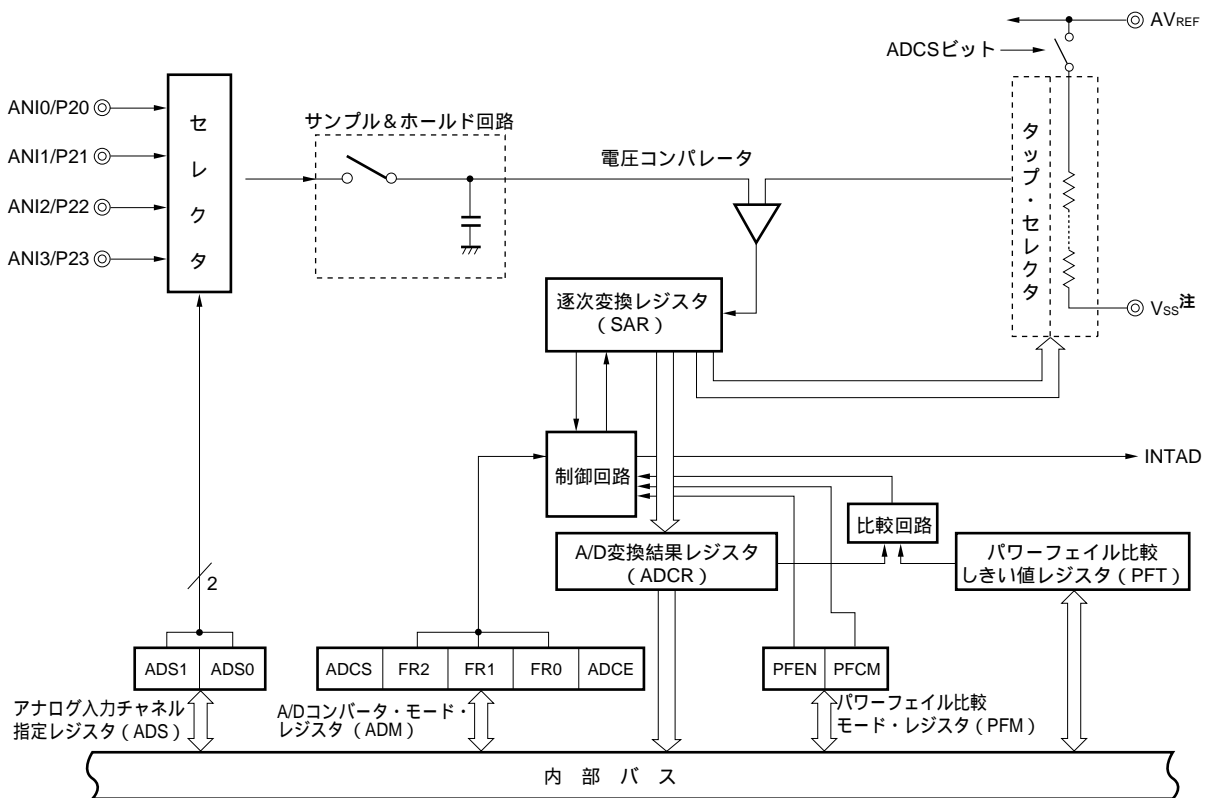 AVREF
ADCSビット
ANI0/P20
ANI1/P21
ANI2/P22
ANI3/P23
セレクタ
サンプル&ホールド回路
電圧コンパレータ
タップ・セレクタ
VSS注
逐次変換レジスタ
(SAR)
制御回路
INTAD
比較回路
A/D変換結果レジスタ
(ADCR)
パワーフェイル比較
しきい値レジスタ(PFT)
2
ADS1 ADS0
ADCS FR2 FR1 FR0 ADCE
PFEN PFCM
アナログ入力チャネル
指定レジスタ(ADS)
A/Dコンバータ・モード・
レジスタ(ADM)
パワーフェイル比較
モード・レジスタ(PFM)
内部バス